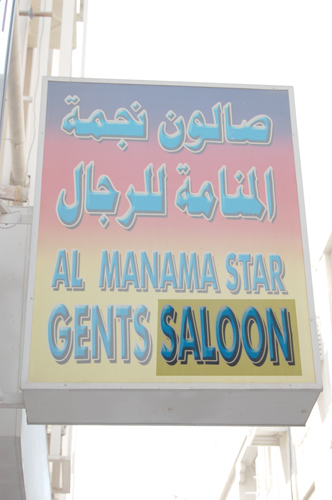 صالون نجمة
المنامة للرجال
AL MANAMA STAR
GENTS SALOON